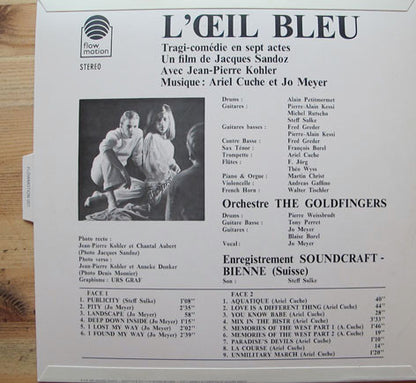 flow
motion
STEREO
L'ŒIL BLEU
Tragi-comédie en sept actes
Un film de Jacques Sandoz
Avec Jean-Pierre Kohler
Musique : Ariel Cuche et Jo Meyer
Drums : Alain Petitmermet
Guitares : Pierre-Alain Kessi
Michel Rutscho
Steff Sulke
Guitares basses : Fred Greder
Pierre-Alain Kessi
Contre Basse : Fred Greder
Sax Ténor : François Borel
Trompette : Ariel Cuche
Flûtes : F. Jörg
Théo Wyss
Piano & Orgue : Martin Christ
Violoncelle : Andreas Gaffino
French Horn : Walter Tischler
Orchestre THE GOLDFINGERS
Drums : Pierre Weissbrodt
Guitare Basse : Tony Perret
Guitares : Jo Meyer
Blaise Borel
Vocal : Jo Meyer
Enregistrement SOUNDCRAFT -
BIENNE (Suisse)
Son : Steff Sulke
Photo recto :
Jean-Pierre Kohler et Chantal Aubert
(Photo Jacques Sandoz)
Photo verso :
Jean-Pierre Kohler et Anneke Donker
(Photo Denis Monnier)
Graphisme : URS GRAF
FACE 1
1. PUBLICITY (Steff Sulke) 1'08"
2. PITY (Jo Meyer) 2'35"
3. LANDSCAPE (Jo Meyer) 58"
4. DEEP DOWN INSIDE (Jo Meyer) 1'54"
5. I LOST MY WAY (Jo Meyer) 2'02"
6. I FOUND MY WAY (Jo Meyer) 2'39"
FACE 2
1. AQUATIQUE (Ariel Cuche) 40"
2. LOVE IS A DIFFERENT THING (Ariel Cuche) 44"
3. YOU KNOW BABE (Ariel Cuche) 28"
4. MIX IN THE BISTR (Ariel Cuche) 3'33"
5. MEMORIES OF THE WEST PART 1 (A. Cuche) 1'46"
6. MEMORIES OF THE WEST PART 2 (Ariel Cuche) 19"
7. PARADISE'S DEVILS (Ariel Cuche) 1'10"
8. LA COURSE (Ariel Cuche) 14"
9. UNMILITARY MARCH (Ariel Cuche) 1'20"